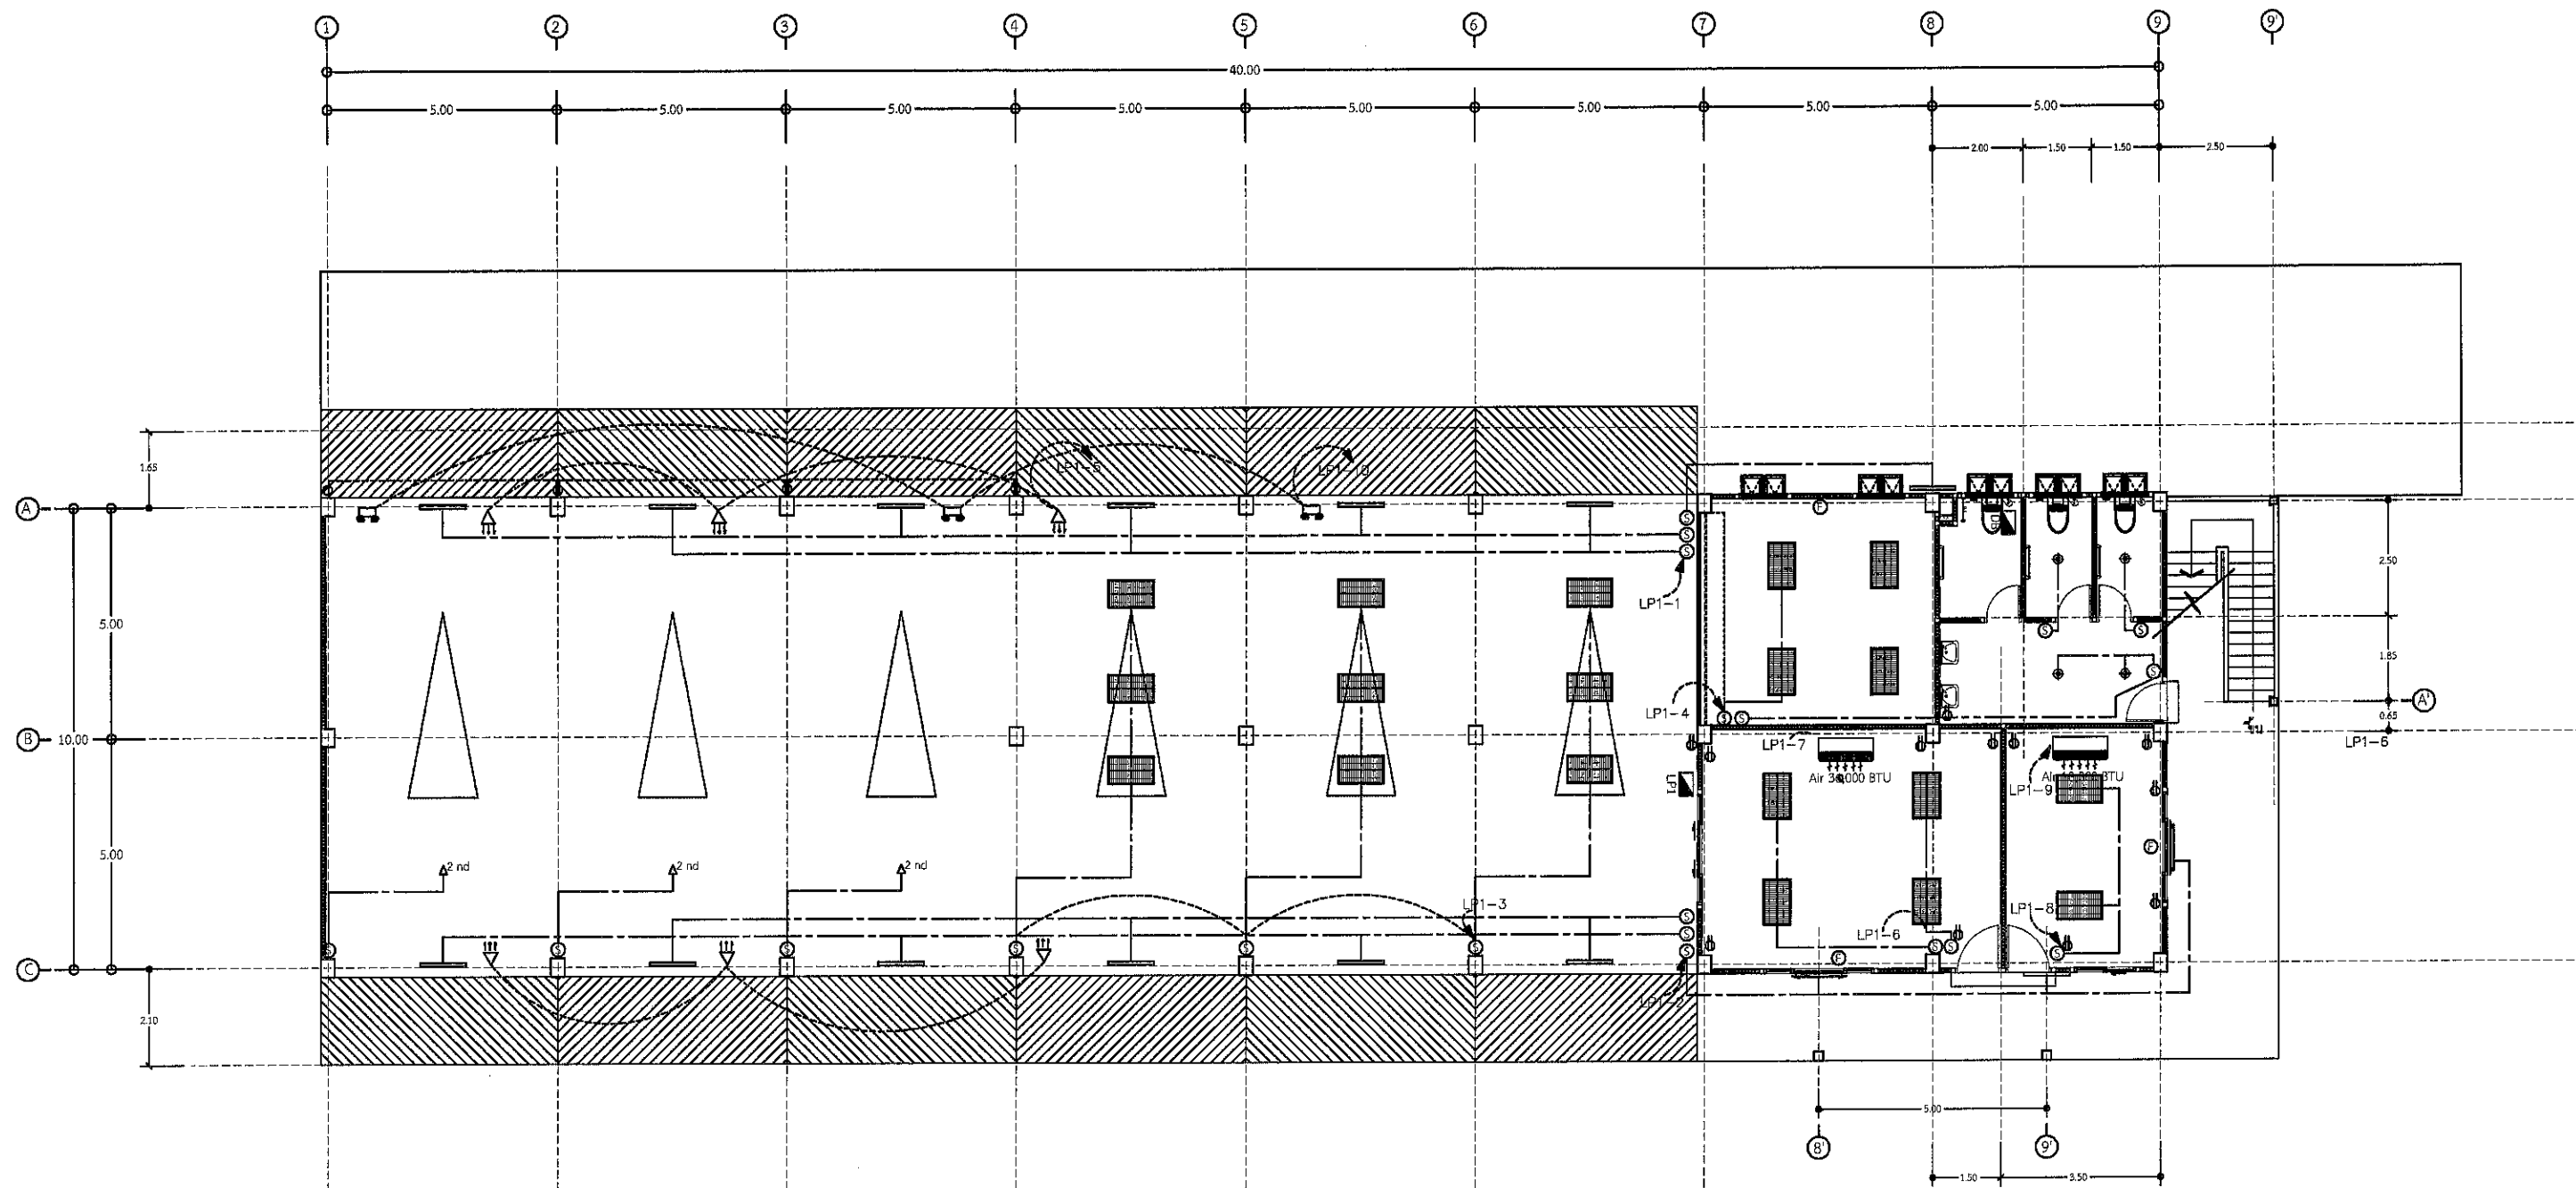 1 2 3 4 5 6 7 8 9 9'
40.00
5.00 5.00 5.00 5.00 5.00 5.00 5.00 5.00
2.00 1.50 1.50 2.50
1.65
LP1-5 LP1-10
A
2.50
LP1-1
5.00
1.85
LP1-4
A'
0.65
B 10.00
LP1-7
LP1-6
Air BTU
BTU
LP1
LP1-9
5.00
2 nd 2 nd 2 nd
LP1-3
LP1-8
LP1-6
C
LP1-2
2.10
5.00
8' 9'
1.50 3.50
S S S S S S S S S S S S S S S S S S S S S
F F F